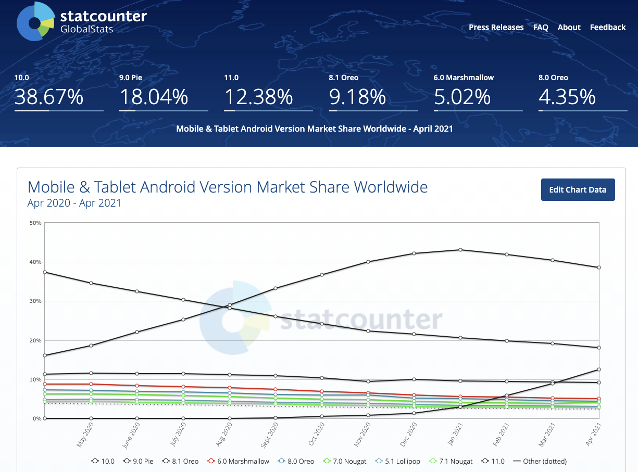 statcounter
GlobalStats
Press Releases FAQ About Feedback
10.0 9.0 Pie 11.0 8.1 Oreo 6.0 Marshmallow 8.0 Oreo
38.67% 18.04% 12.38% 9.18% 5.02% 4.35%
Mobile & Tablet Android Version Market Share Worldwide - April 2021
Mobile & Tablet Android Version Market Share Worldwide
Edit Chart Data
Apr 2020 - Apr 2021
50%
40%
30%
statcounter
20%
10%
0%
May 2020 June 2020 July 2020 Aug 2020 Sept 2020 Oct 2020 Nov 2020 Dec 2020 Jan 2021 Feb 2021 Mar 2021 Apr 2021
10.0 9.0 Pie 8.1 Oreo 6.0 Marshmallow 8.0 Oreo 7.0 Nougat 5.1 Lollipop 7.1 Nougat 11.0 Other (dotted)